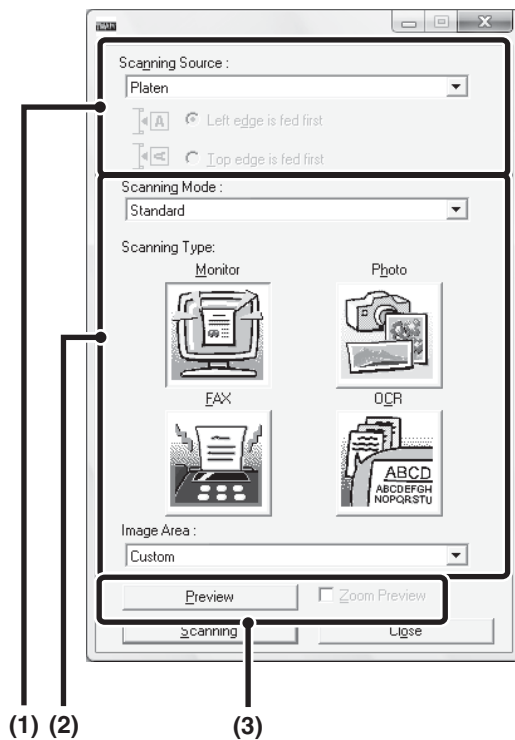 TWAIN
Scanning Source :
Platen
A Left edge is fed first
A Top edge is fed first
Scanning Mode :
Standard
Scanning Type:
Monitor Photo
FAX OCR
ABCD
ABCDEFGH
NOPQRSTU
Image Area :
Custom
Preview Zoom Preview
Scanning Close
(1) (2) (3)